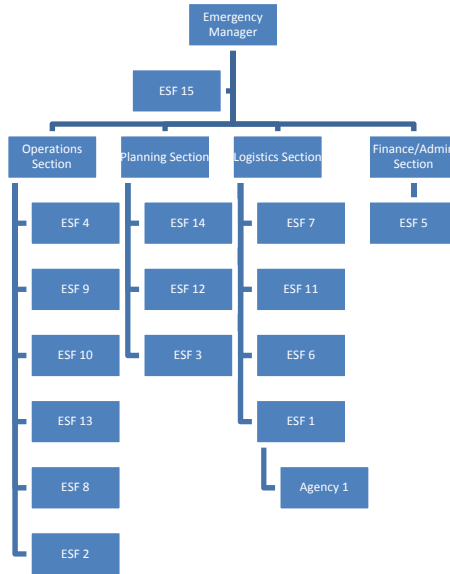 Emergency
Manager
ESF 15
Operations
Section
Planning Section
Logistics Section
Finance/Admin
Section
ESF 4
ESF 14
ESF 7
ESF 5
ESF 9
ESF 12
ESF 11
ESF 10
ESF 3
ESF 6
ESF 13
ESF 1
ESF 8
Agency 1
ESF 2